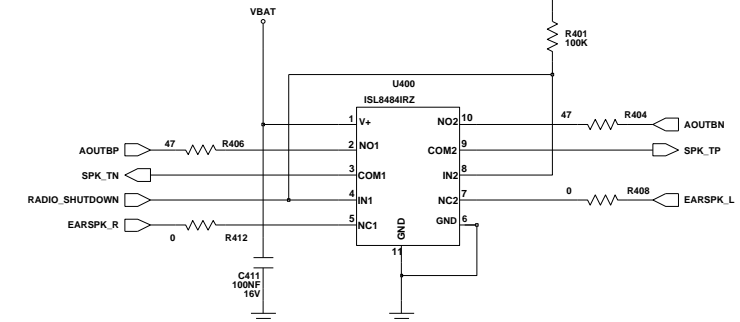 VBAT
R401
100K
U400
ISL8484IRZ
1 V+ NO2 10 47 R404 AOUTBN
AOUTBP 47 R406 2 NO1 COM2 9 SPK_TP
SPK_TN 3 COM1 IN2 8
RADIO_SHUTDOWN 4 IN1 NC2 7 0 R408 EARSPK_L
EARSPK_R 0 R412 5 NC1 GND GND 6
11
C411
100NF
16V